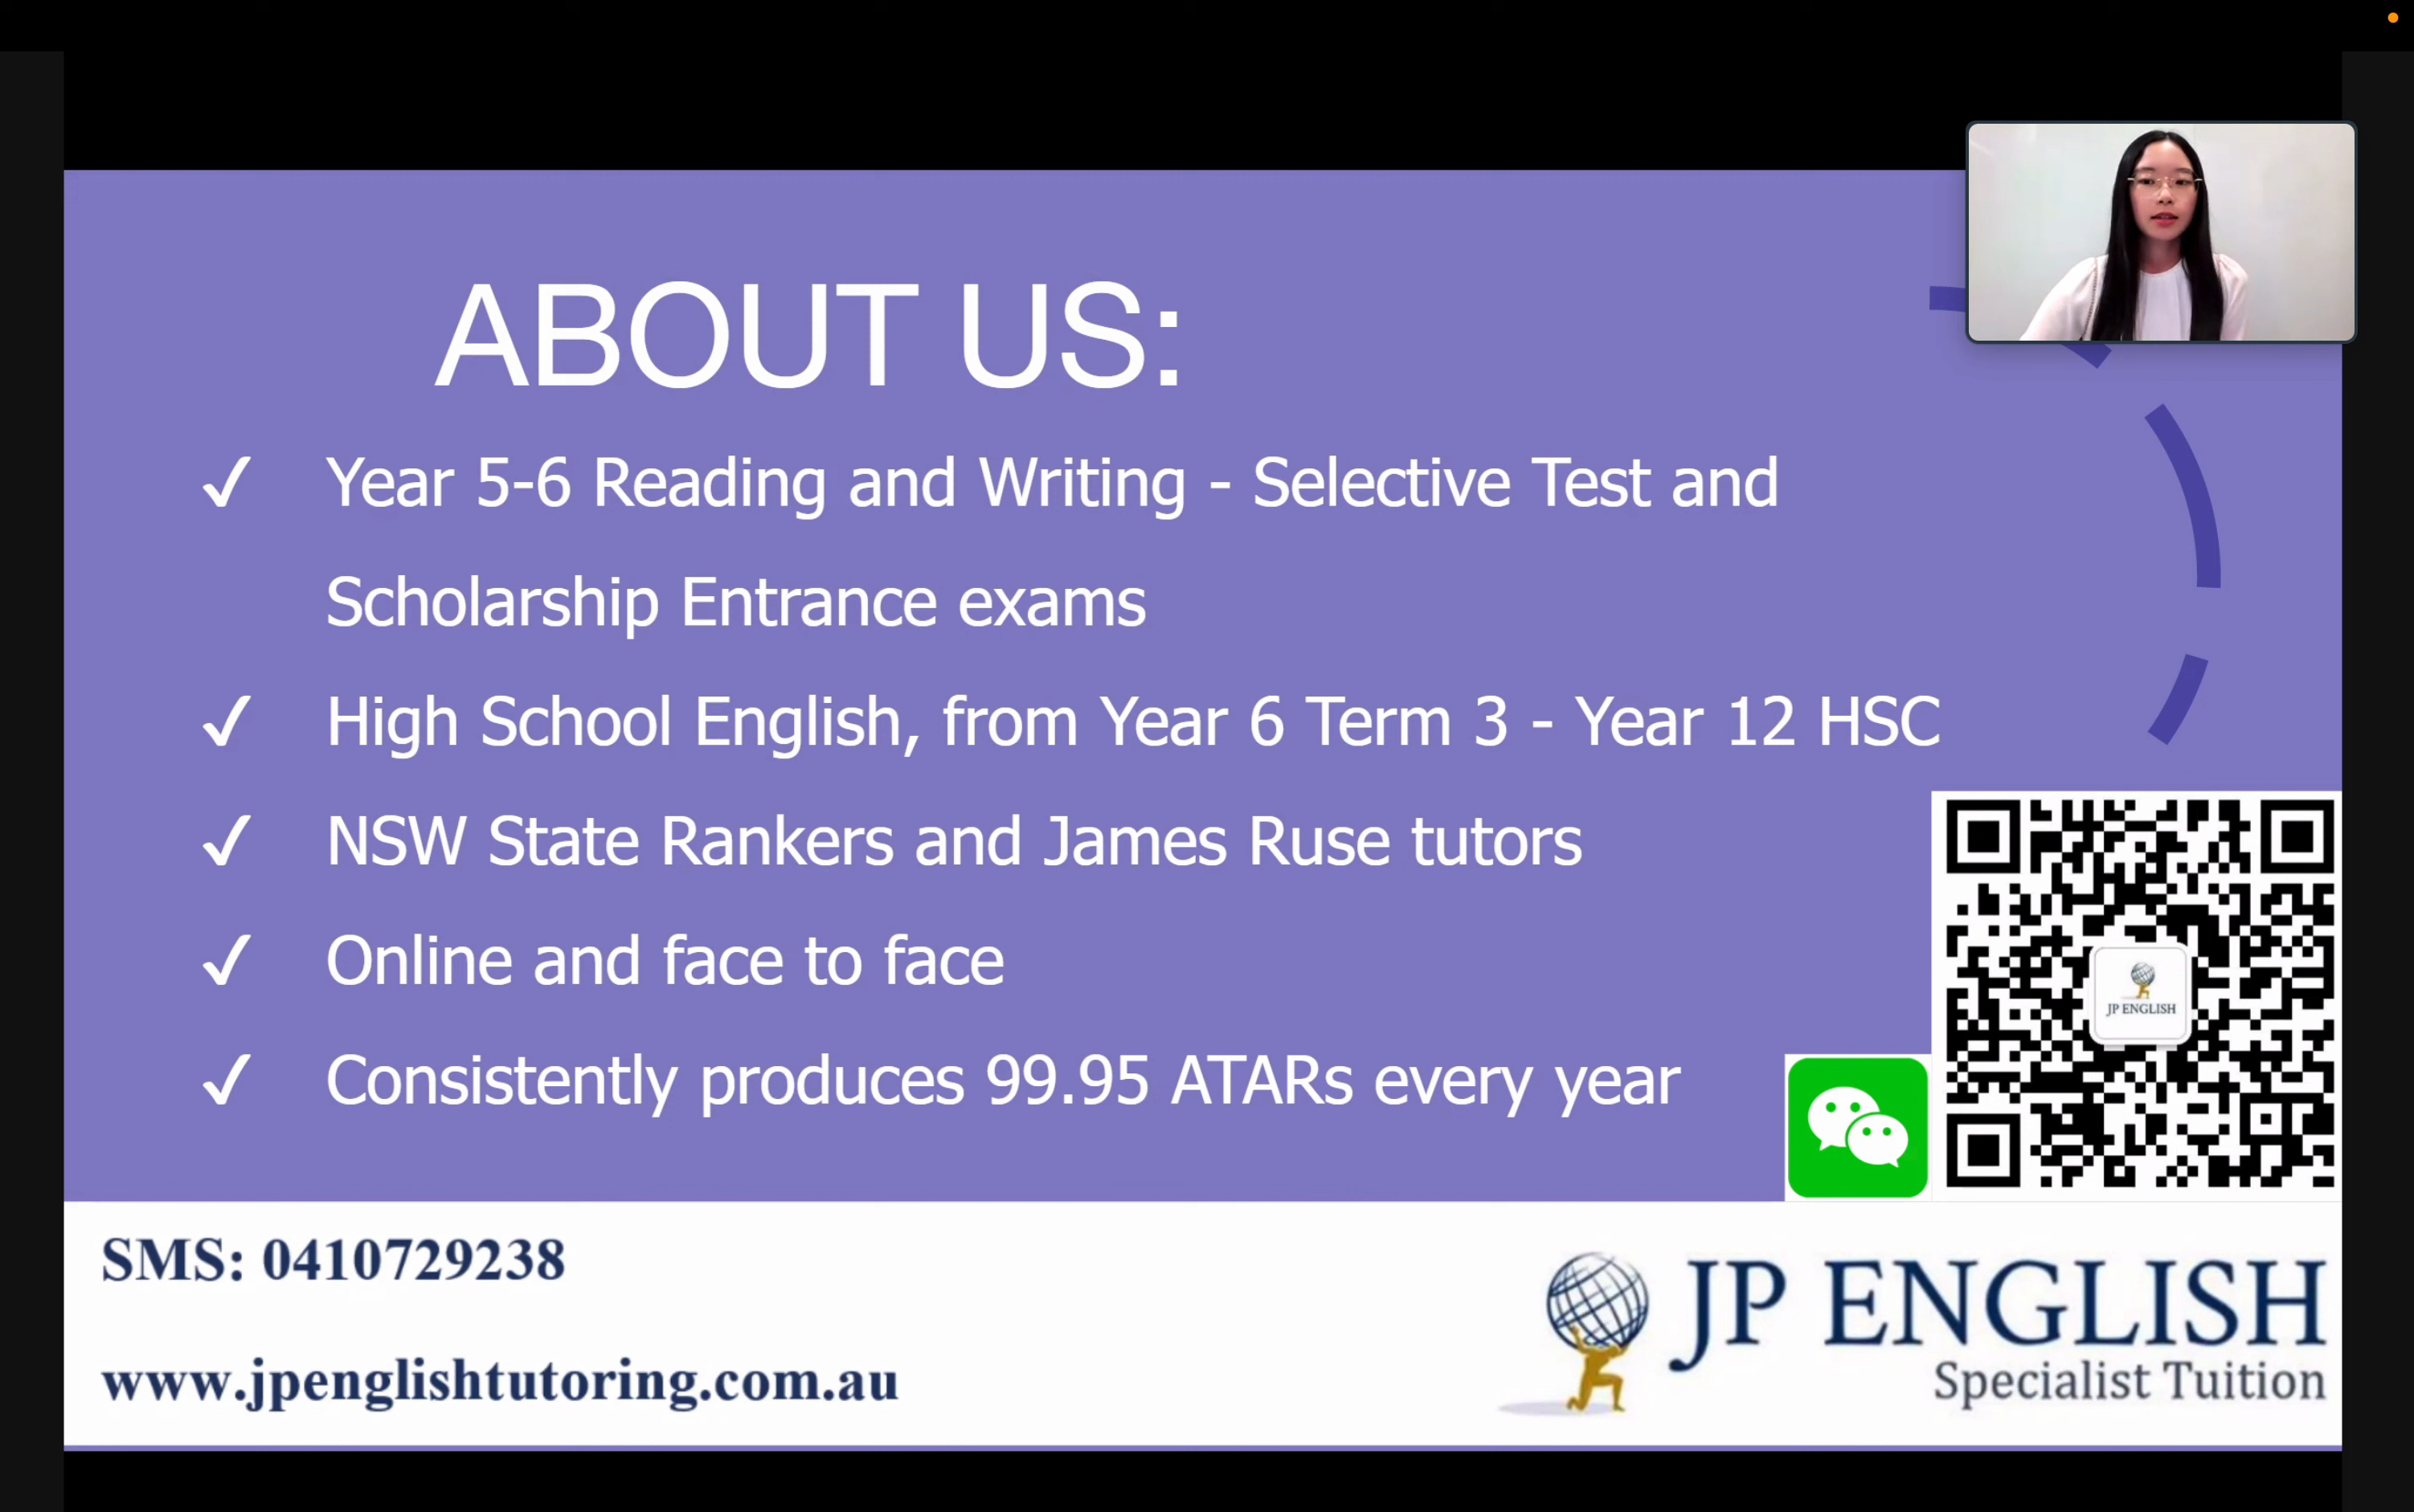 ABOUT US:
✓ Year 5-6 Reading and Writing - Selective Test and
Scholarship Entrance exams
✓ High School English, from Year 6 Term 3 - Year 12 HSC
✓ NSW State Rankers and James Ruse tutors
✓ Online and face to face
✓ Consistently produces 99.95 ATARs every year
JP ENGLISH
SMS: 0410729238
www.jpenglishtutoring.com.au
JP ENGLISH
Specialist Tuition